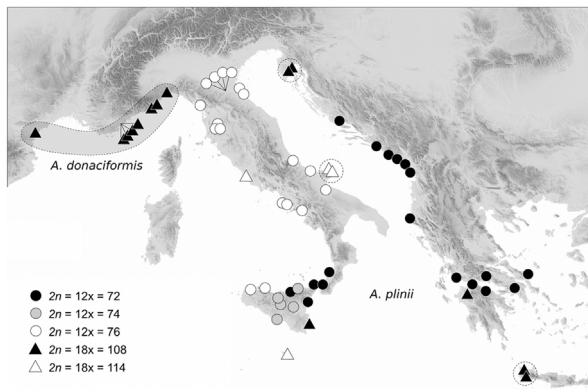 A. donaciformis
A. plinii
2n = 12x = 72
2n = 12x = 74
2n = 12x = 76
2n = 18x = 108
2n = 18x = 114